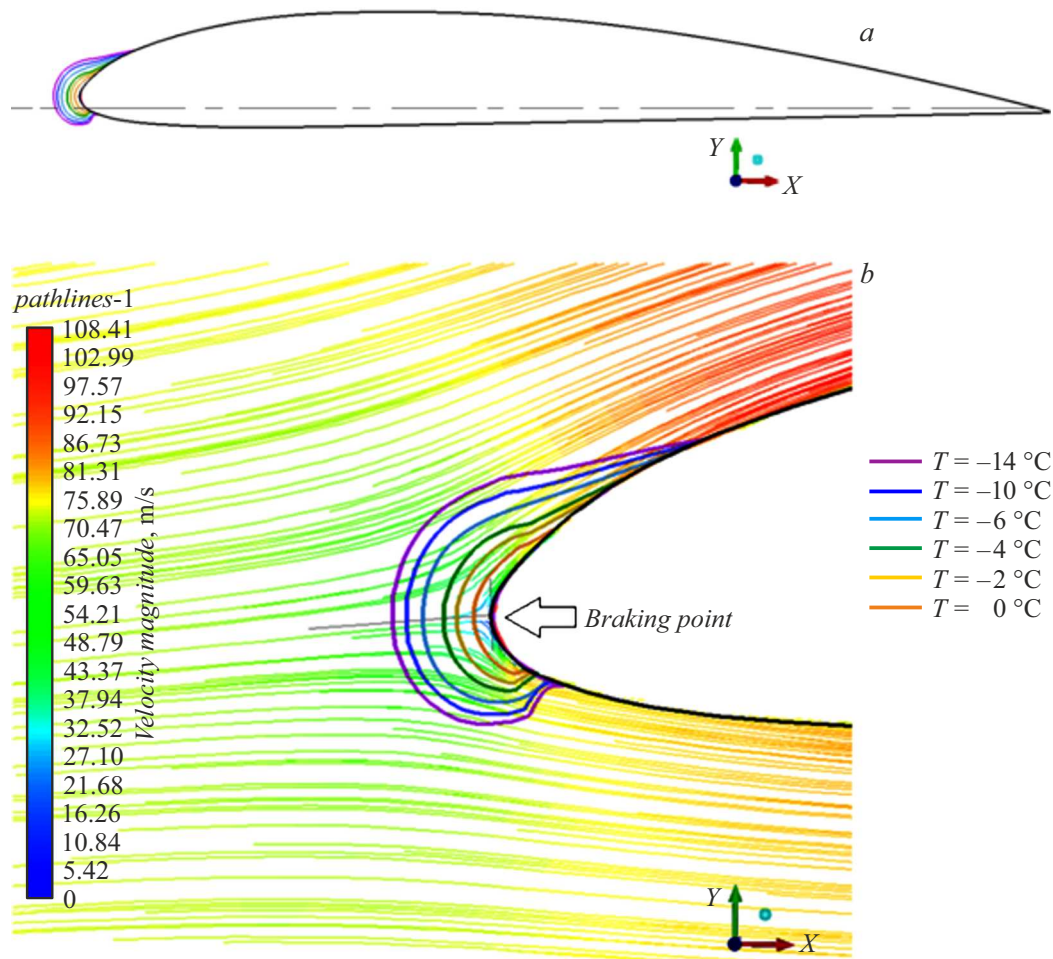 a
Y
X
b
pathlines-1
108.41
102.99
97.57
92.15
86.73
81.31
75.89
70.47
65.05
59.63
54.21
48.79
43.37
37.94
32.52
27.10
21.68
16.26
10.84
5.42
0
Velocity magnitude, m/s
Braking point
T = –14 °C
T = –10 °C
T = –6 °C
T = –4 °C
T = –2 °C
T = 0 °C
Y
X